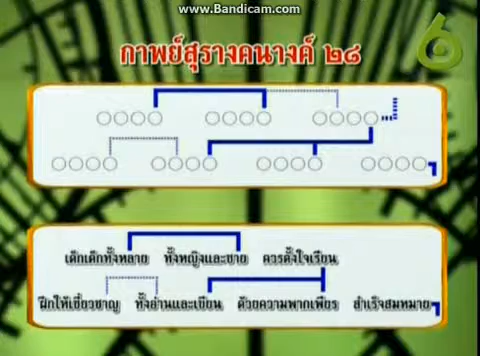 www.Bandicam.com
6
กาพย์สุรางคนางค์ ๒๘
เด็กเด็กทั้งหลาย ทั้งหญิงและชาย ควรตั้งใจเรียน
ฝึกให้เชี่ยวชาญ ทั้งอ่านและเขียน ด้วยความพากเพียร สำเร็จสมหมาย